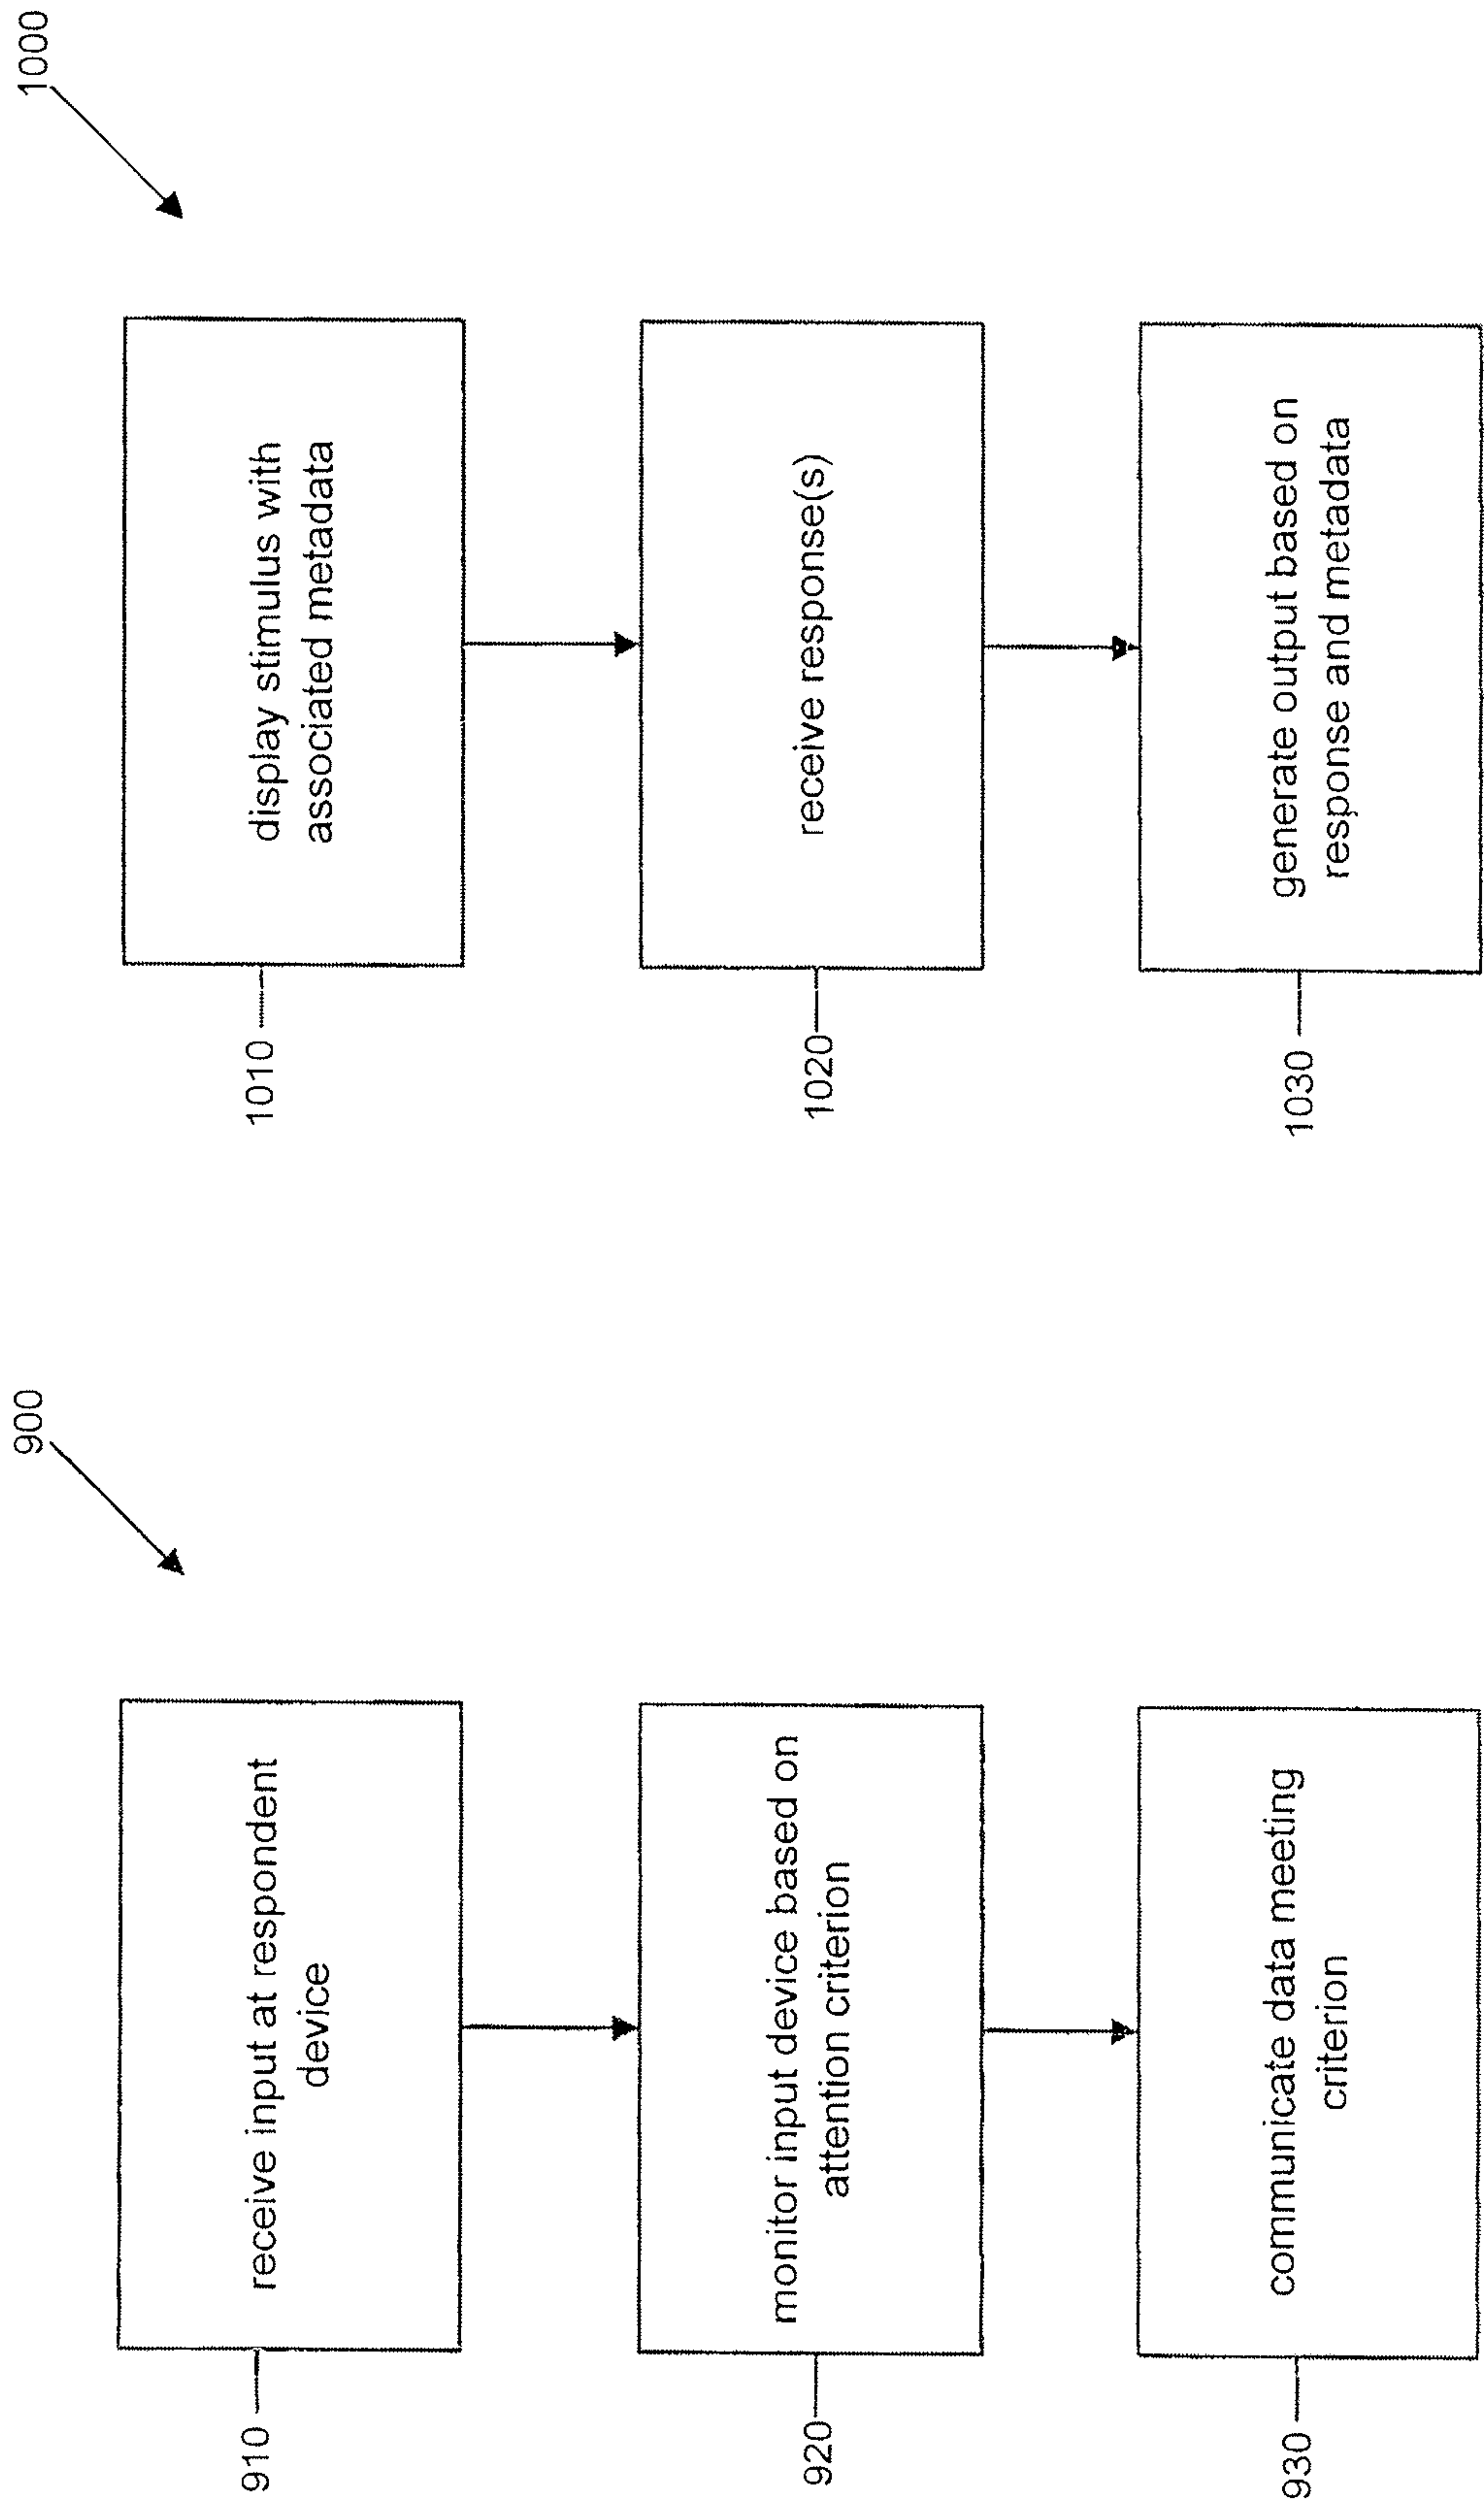 900
910
receive input at respondent
device
920
monitor input device based on
attention criterion
930
communicate data meeting
criterion
1000
1010
display stimulus with
associated metadata
1020
receive response(s)
1030
generate output based on
response and metadata